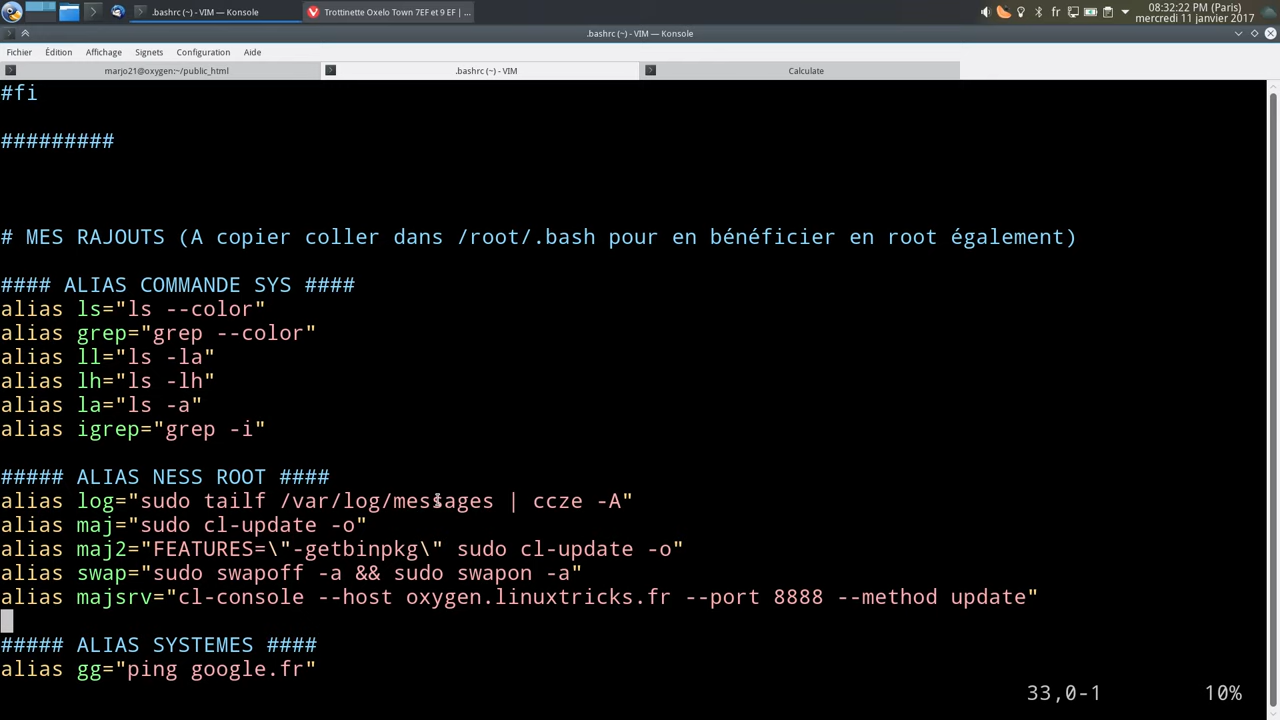 .bashrc (~) - VIM — Konsole
Trottinette Oxelo Town 7EF et 9 EF | ...
fr
08:32:22 PM (Paris)
mercredi 11 janvier 2017
.bashrc (~) - VIM — Konsole
Fichier Édition Affichage Signets Configuration Aide
marjo21@oxygen:~/public_html
.bashrc (~) - VIM
Calculate
#fi
#########
# MES RAJOUTS (A copier coller dans /root/.bash pour en bénéficier en root également)
#### ALIAS COMMANDE SYS ####
alias ls="ls --color"
alias grep="grep --color"
alias ll="ls -la"
alias lh="ls -lh"
alias la="ls -a"
alias igrep="grep -i"
##### ALIAS NESS ROOT ####
alias log="sudo tailf /var/log/messages | ccze -A"
alias maj="sudo cl-update -o"
alias maj2="FEATURES=\"-getbinpkg\" sudo cl-update -o"
alias swap="sudo swapoff -a && sudo swapon -a"
alias majsrv="cl-console --host oxygen.linuxtricks.fr --port 8888 --method update"
##### ALIAS SYSTEMES ####
alias gg="ping google.fr"
33,0-1 10%